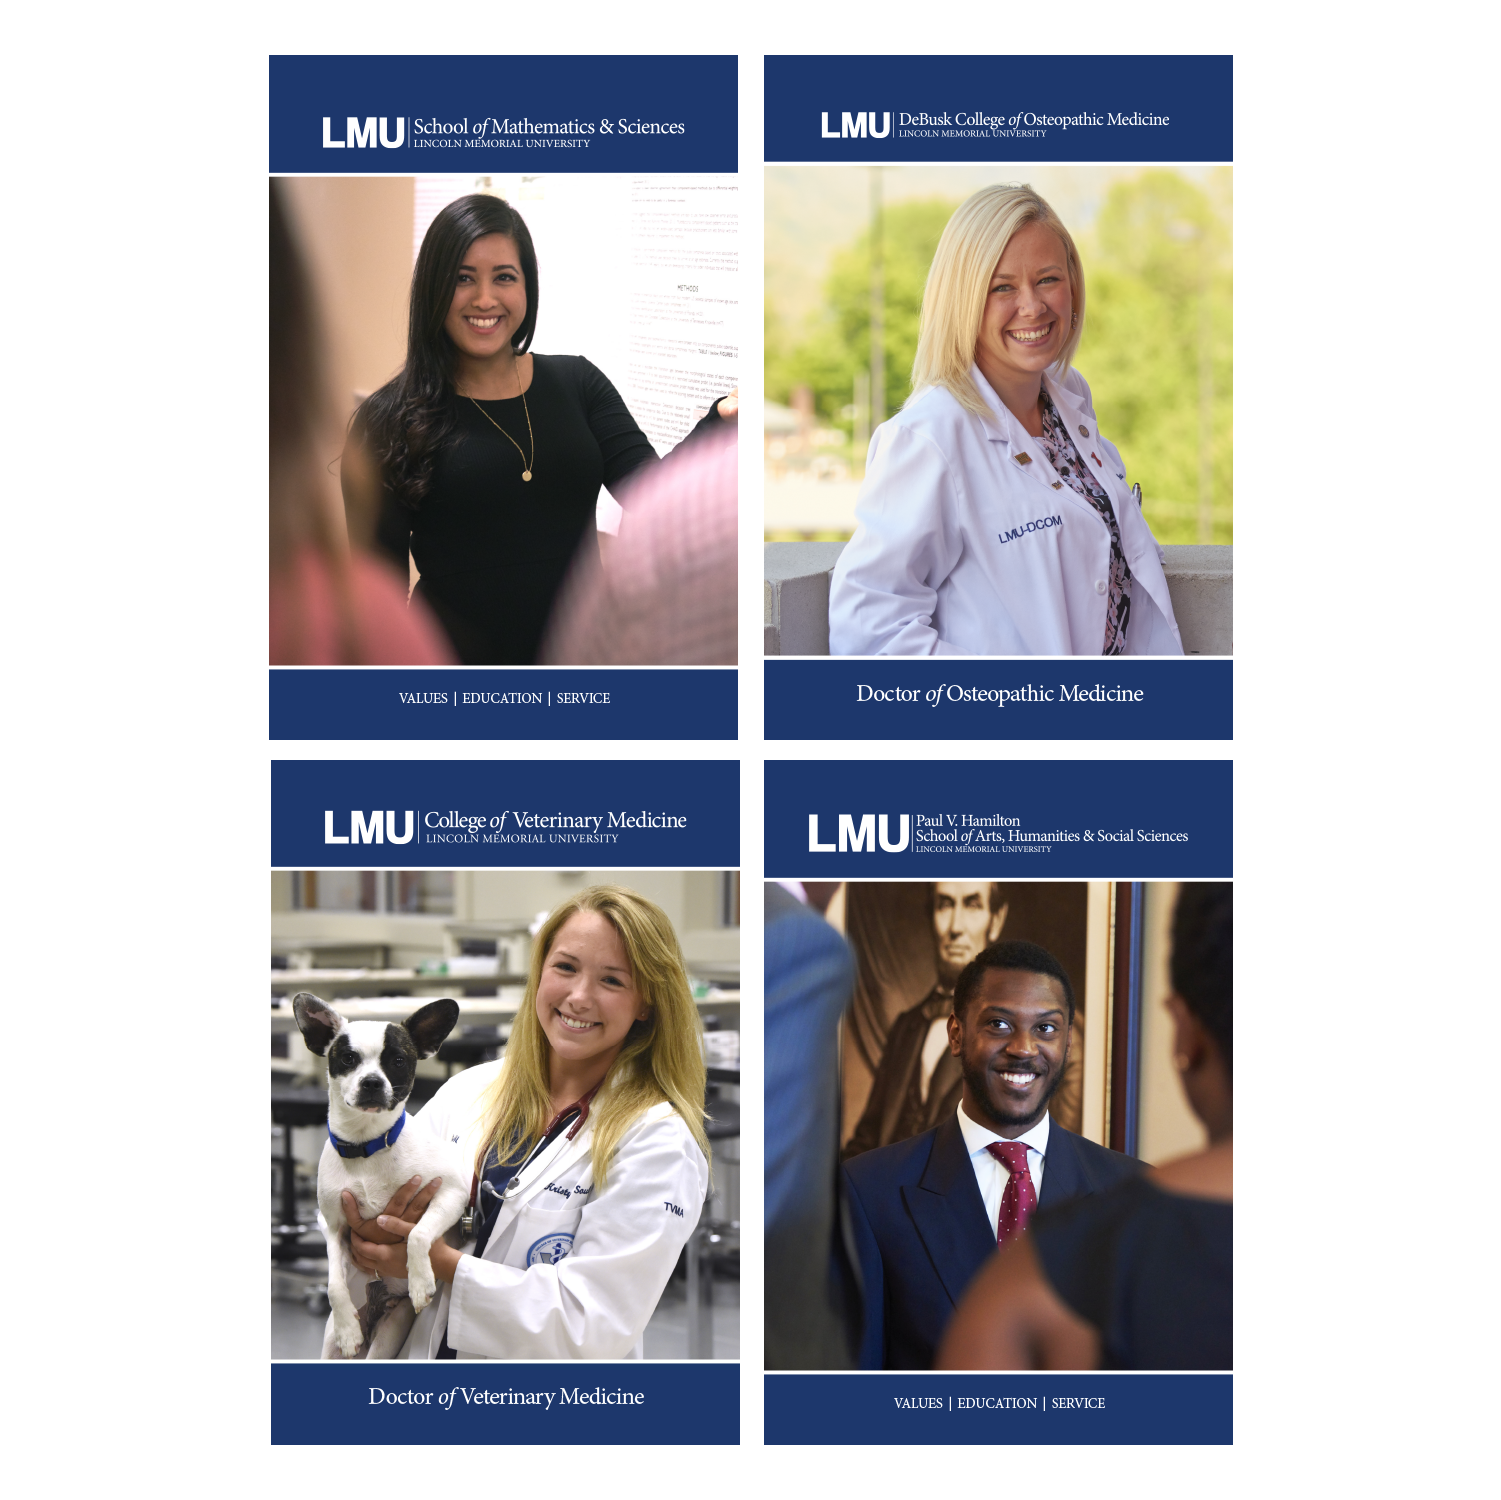 LMU
School of Mathematics & Sciences
LINCOLN MEMORIAL UNIVERSITY
METHODS
VALUES | EDUCATION | SERVICE
LMU
DeBusk College of Osteopathic Medicine
LINCOLN MEMORIAL UNIVERSITY
LMU-DCOM
Doctor of Osteopathic Medicine
LMU
College of Veterinary Medicine
LINCOLN MEMORIAL UNIVERSITY
Kristy
TVMA
Doctor of Veterinary Medicine
LMU
Paul V. Hamilton
School of Arts, Humanities & Social Sciences
LINCOLN MEMORIAL UNIVERSITY
VALUES | EDUCATION | SERVICE